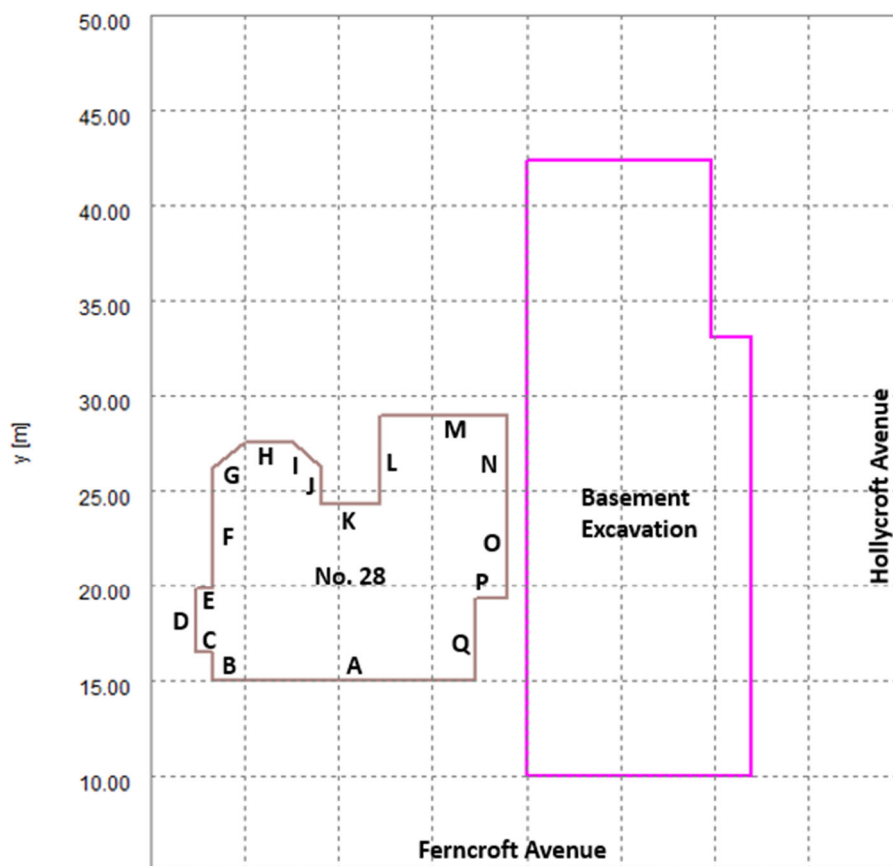 50.00
45.00
40.00
35.00
30.00
25.00
20.00
15.00
10.00
y [m]
M
H
I
L
N
G
J
Basement
Excavation
K
F
O
No. 28
P
E
D
C
Q
B
A
Hollycroft Avenue
Ferncroft Avenue